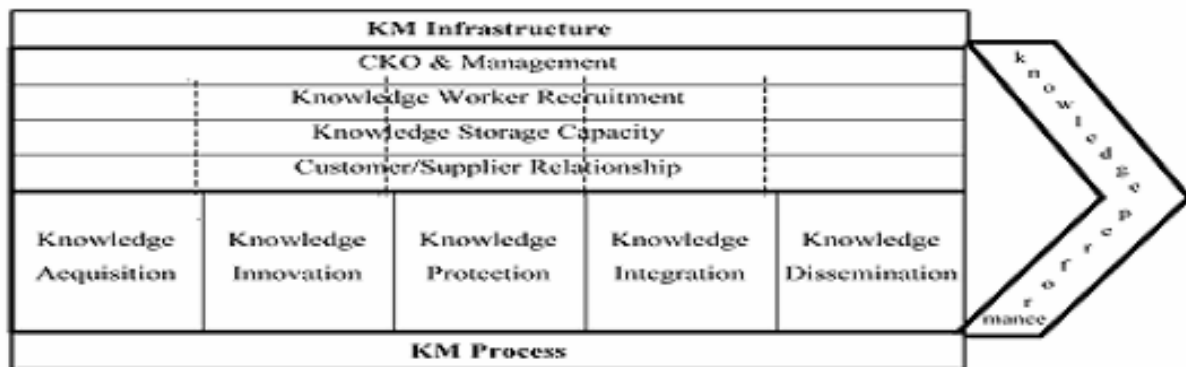 KM Infrastructure
CKO & Management
Knowledge Worker Recruitment
Knowledge Storage Capacity
Customer/Supplier Relationship
Knowledge
Acquisition
Knowledge
Innovation
Knowledge
Protection
Knowledge
Integration
Knowledge
Dissemination
KM Process
knowledge performance